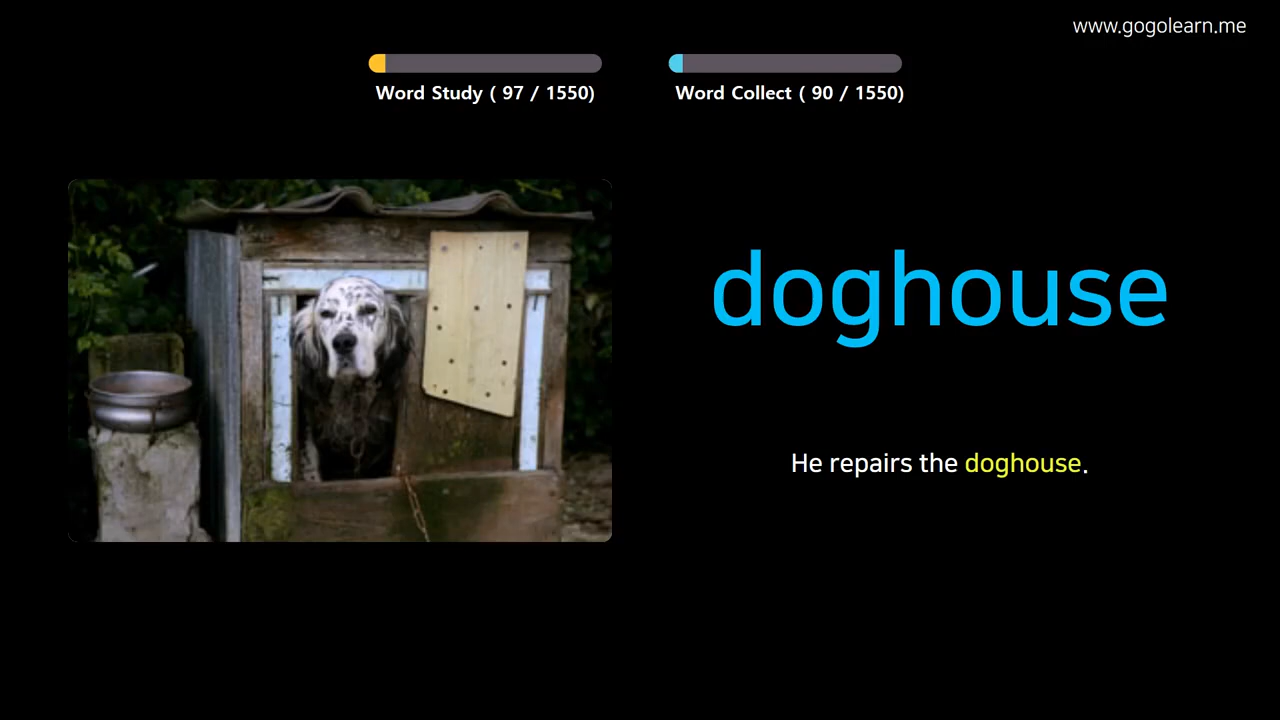 www.gogolearn.me
Word Study ( 97 / 1550)
Word Collect ( 90 / 1550)
doghouse
He repairs the doghouse.